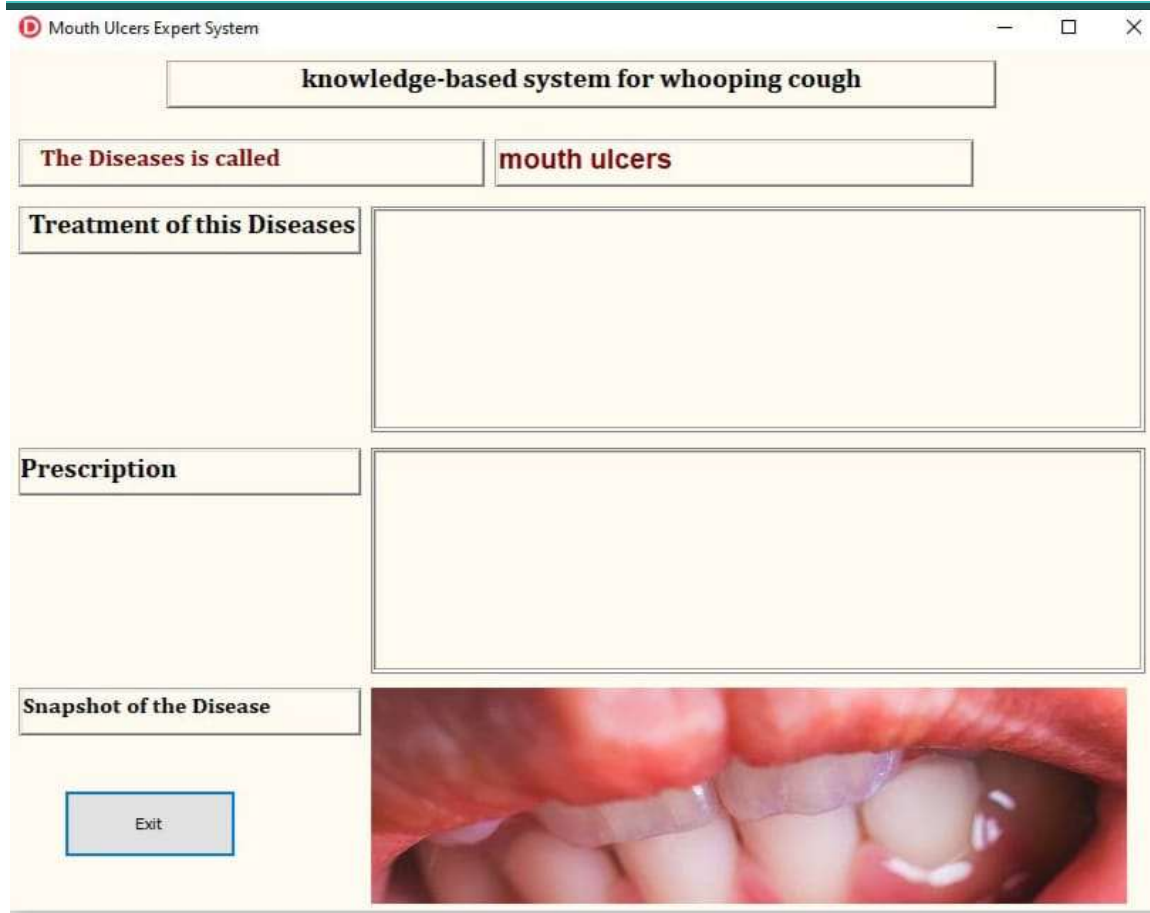 Mouth Ulcers Expert System
knowledge-based system for whooping cough
The Diseases is called
mouth ulcers
Treatment of this Diseases
Prescription
Snapshot of the Disease
Exit